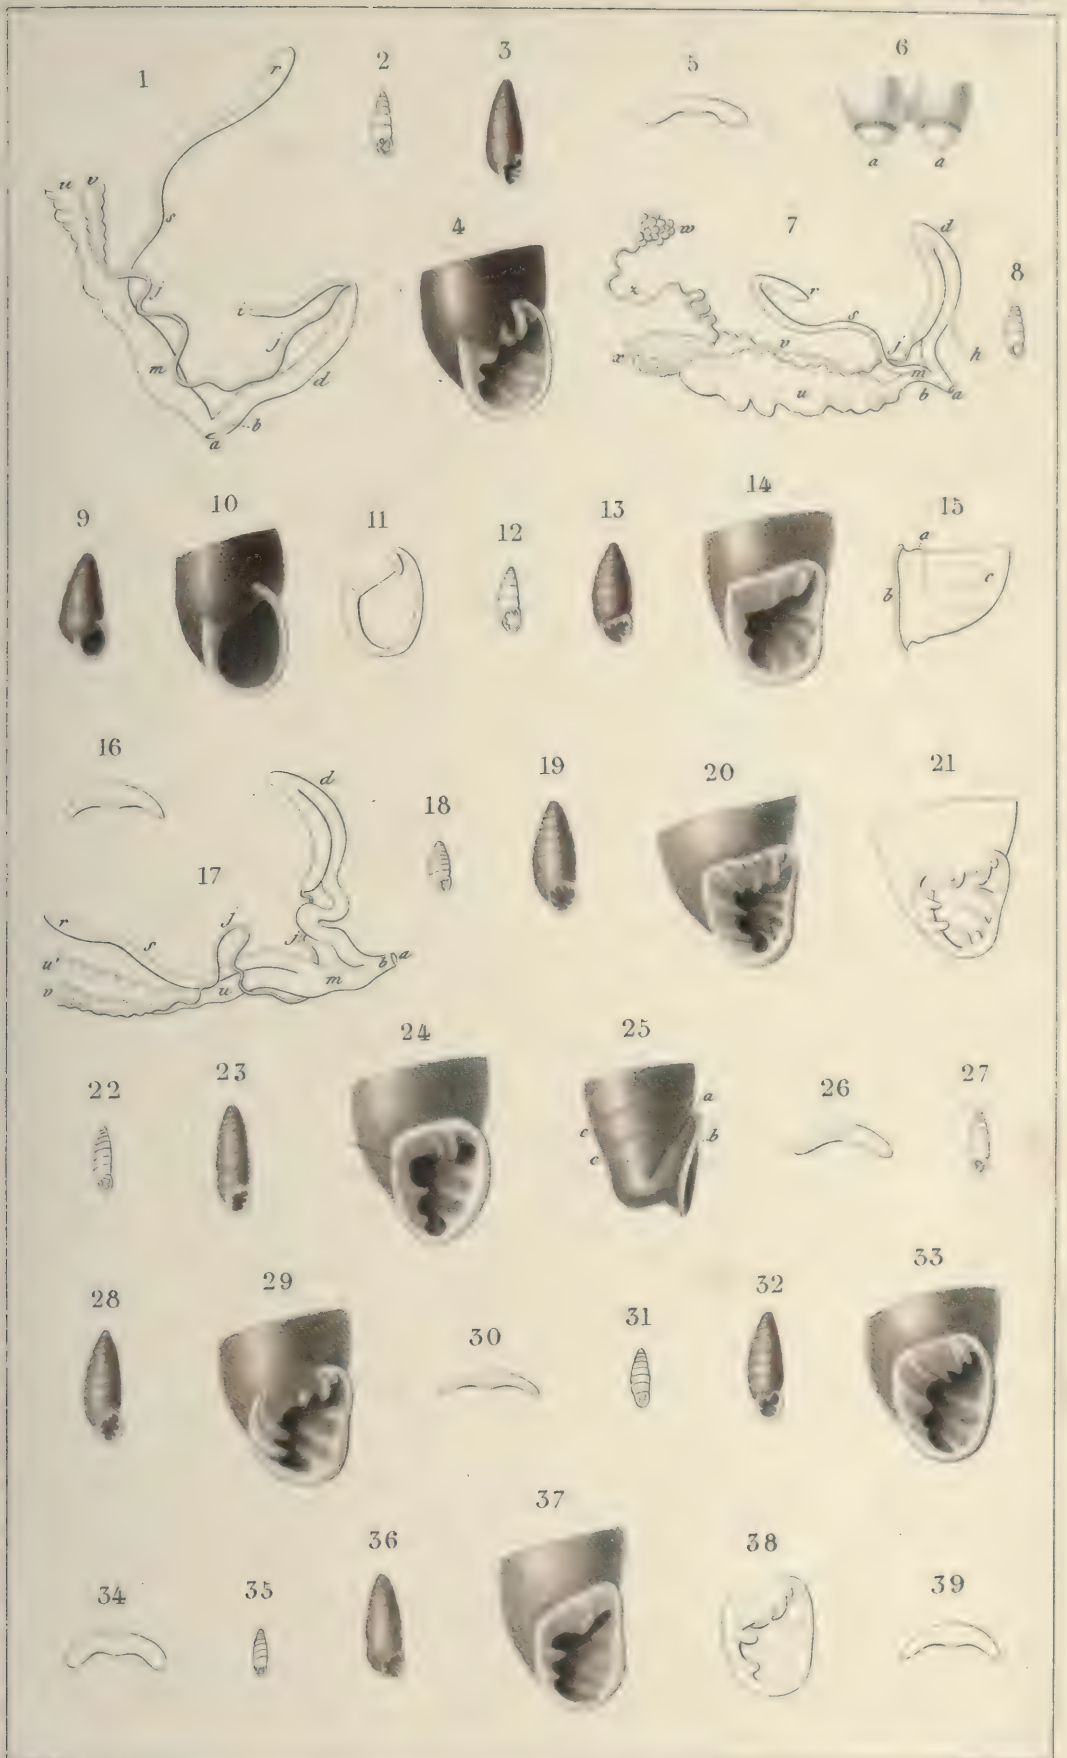 1
r
2
3
5
6
a a
u v
s
j
i
j
m
d
b
a
4
w
7
d
8
z
r
s
v
j
h
x
m
u
b
a
9
10
11
12
13
14
15
a
b
c
16
17
d
r
s
j
j
u'
v
u
m
b
a
18
19
20
21
22
23
24
25
a
b
c
c
26
27
28
29
30
31
32
33
34
35
36
37
38
39